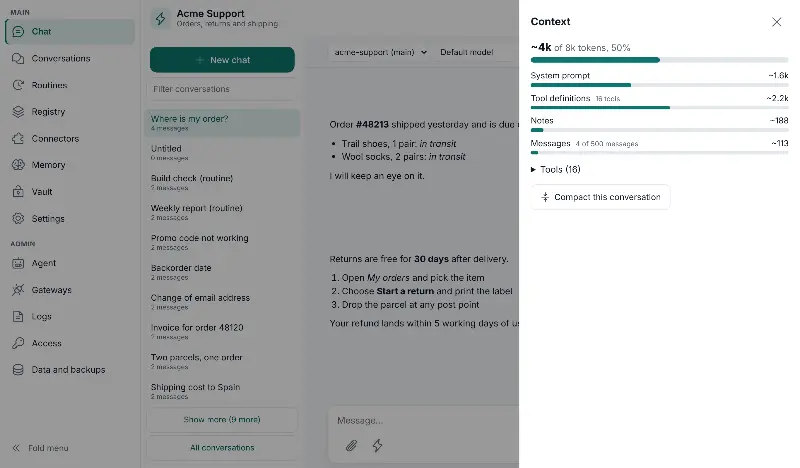 MAIN
Chat
Conversations
Routines
Registry
Connectors
Memory
Vault
Settings
ADMIN
Agent
Gateways
Logs
Access
Data and backups
Fold menu
Acme Support
Orders, returns and shipping.
New chat
Filter conversations
Where is my order?
4 messages
Untitled
0 messages
Build check (routine)
2 messages
Weekly report (routine)
2 messages
Promo code not working
2 messages
Backorder date
2 messages
Change of email address
2 messages
Invoice for order 48120
2 messages
Two parcels, one order
2 messages
Shipping cost to Spain
2 messages
Show more (9 more)
All conversations
acme-support (main)
Default model
Order #48213 shipped yesterday and is due
• Trail shoes, 1 pair: in transit
• Wool socks, 2 pairs: in transit
I will keep an eye on it.
Returns are free for 30 days after delivery.
1. Open My orders and pick the item
2. Choose Start a return and print the label
3. Drop the parcel at any post point
Your refund lands within 5 working days of us
Message...
Context
~4k of 8k tokens, 50%
System prompt ~1.6k
Tool definitions 16 tools ~2.2k
Notes ~188
Messages 4 of 500 messages ~113
Tools (16)
Compact this conversation